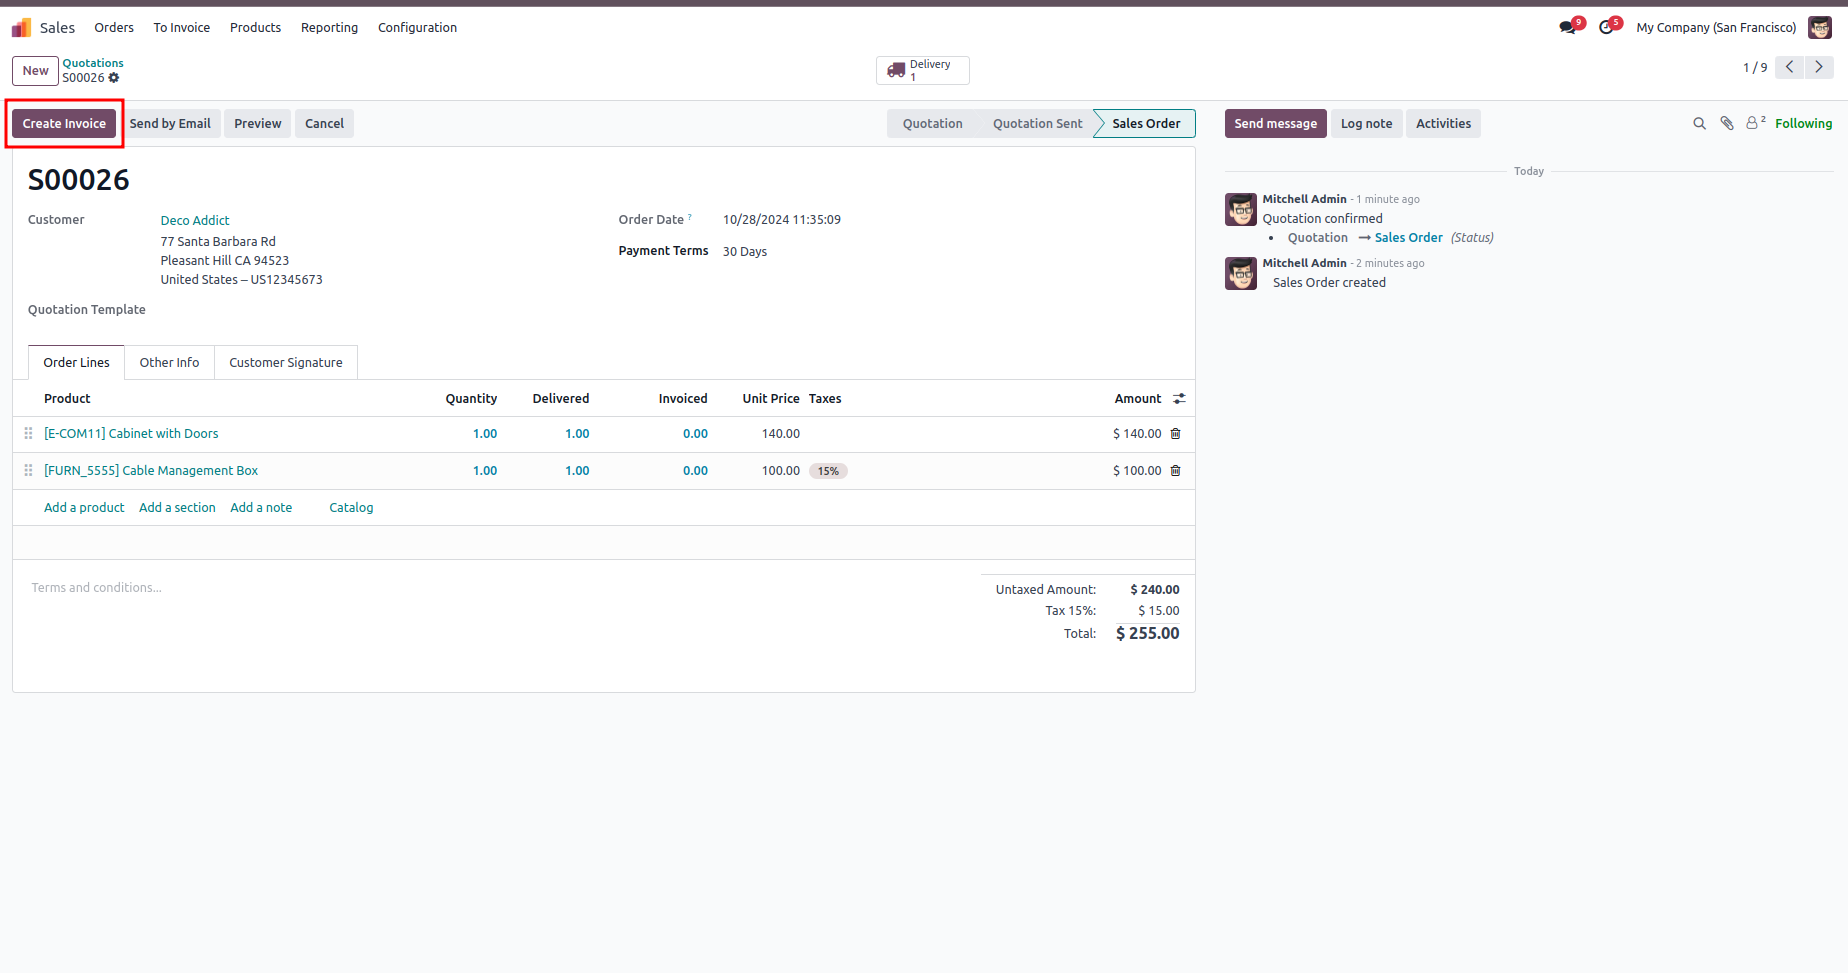 Sales Orders To Invoice Products Reporting Configuration 9 5 My Company (San Francisco)
New Quotations
S00026
Delivery
1
1 / 9
Create Invoice Send by Email Preview Cancel Quotation Quotation Sent Sales Order Send message Log note Activities 2 Following
S00026
Today
Customer Deco Addict
77 Santa Barbara Rd
Pleasant Hill CA 94523
United States – US12345673
Order Date ? 10/28/2024 11:35:09
Payment Terms 30 Days
Quotation Template
Mitchell Admin - 1 minute ago
Quotation confirmed
• Quotation → Sales Order (Status)
Mitchell Admin - 2 minutes ago
Sales Order created
Order Lines Other Info Customer Signature
Product Quantity Delivered Invoiced Unit Price Taxes Amount
[E-COM11] Cabinet with Doors 1.00 1.00 0.00 140.00 $ 140.00
[FURN_5555] Cable Management Box 1.00 1.00 0.00 100.00 15% $ 100.00
Add a product Add a section Add a note Catalog
Terms and conditions...
Untaxed Amount: $ 240.00
Tax 15%: $ 15.00
Total: $ 255.00